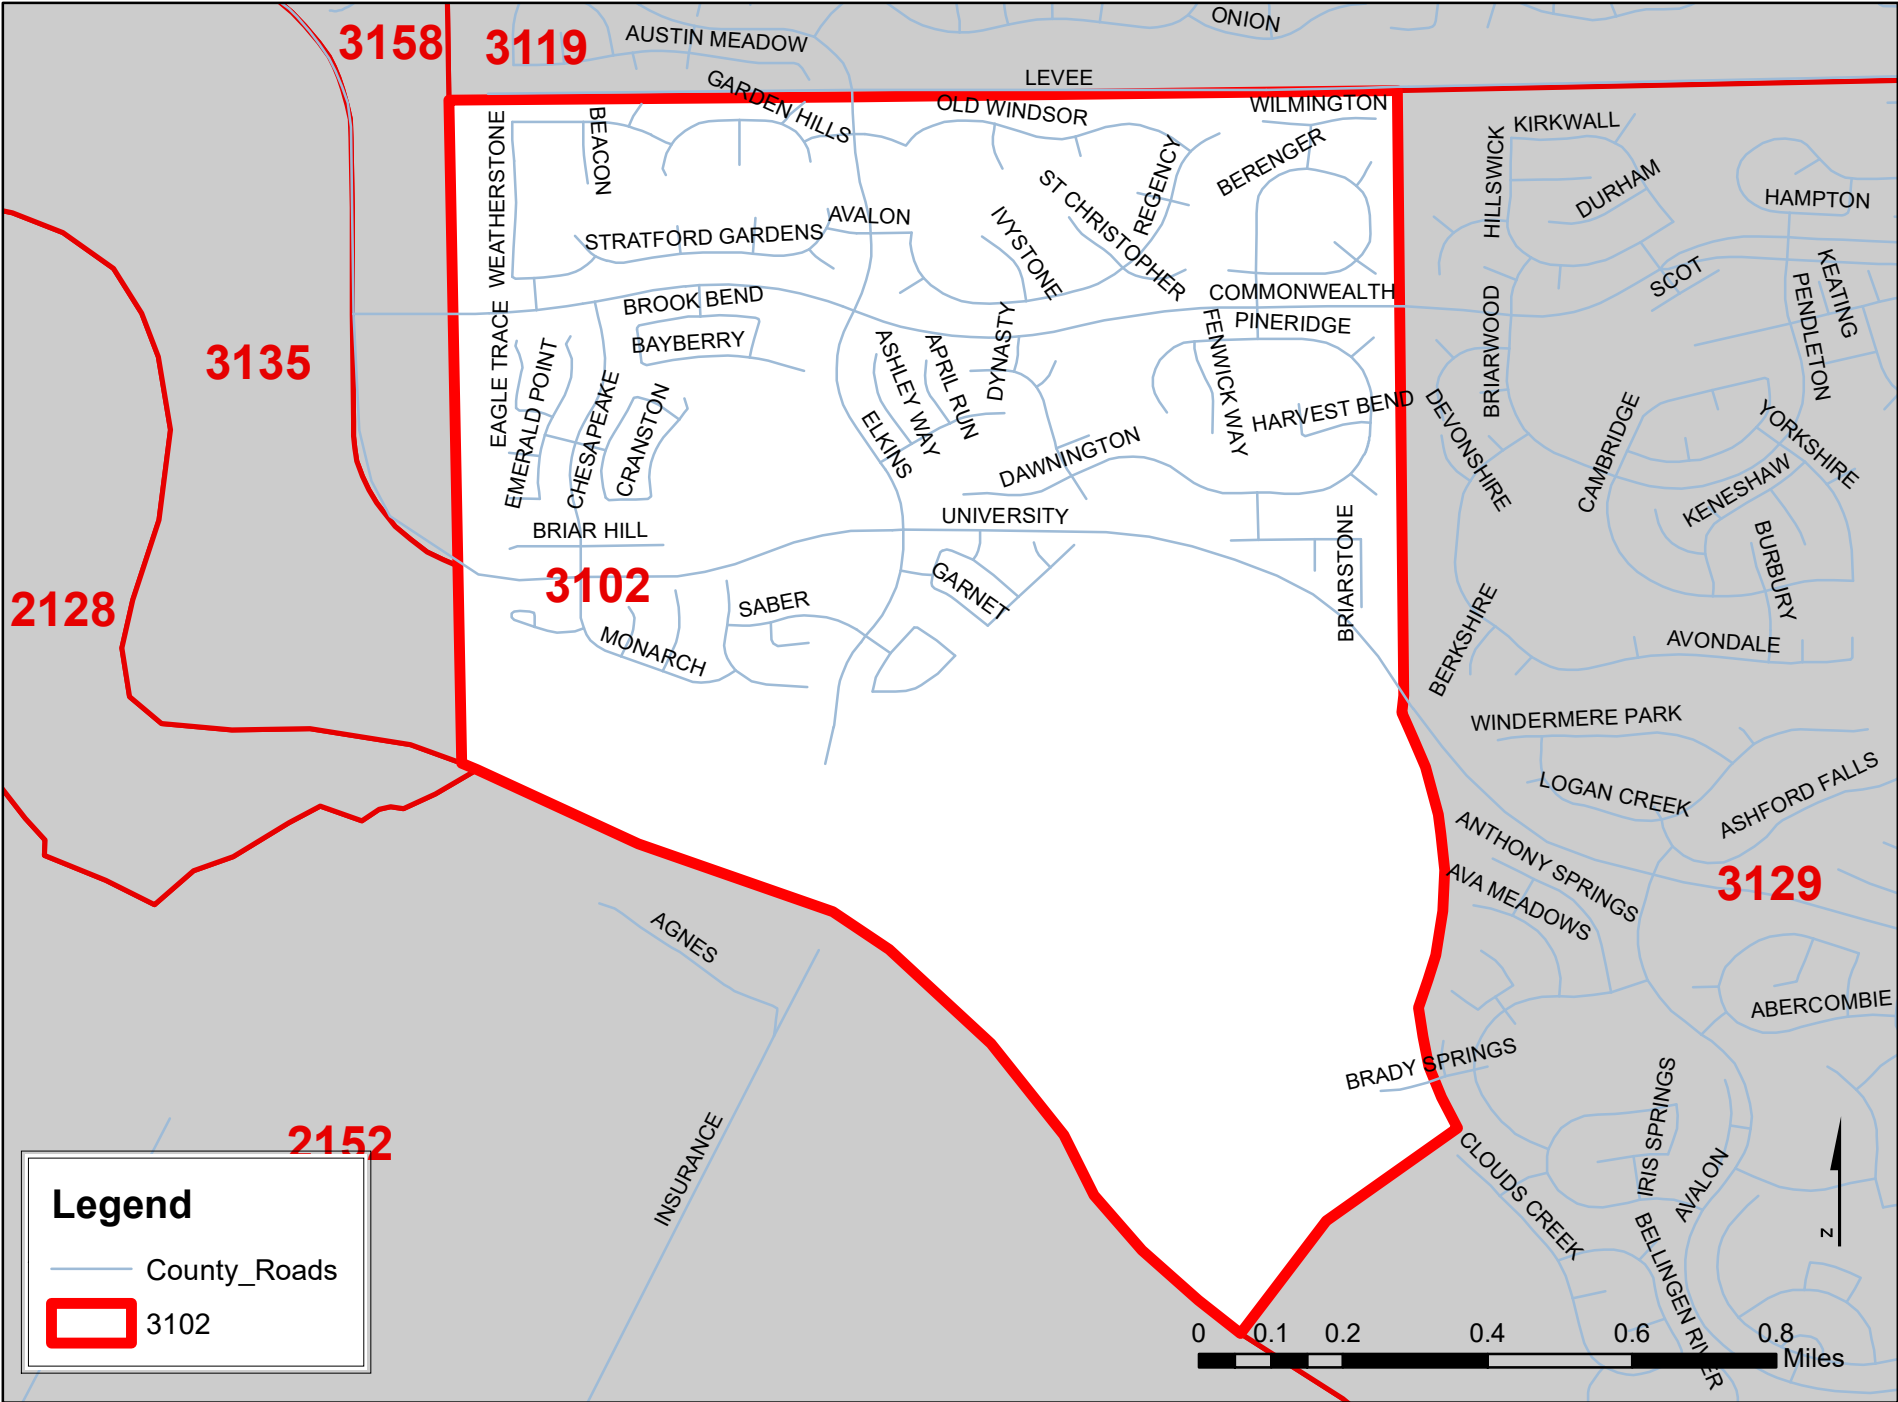 ONION
3158
3119
AUSTIN MEADOW
LEVEE
GARDEN HILLS
OLD WINDSOR
WILMINGTON
BEACON
WEATHERSTONE
REGENCY
BERENGER
HILLSWICK
KIRKWALL
DURHAM
HAMPTON
AVALON
STRATFORD GARDENS
IVYSTONE
ST CHRISTOPHER
SCOT
KEATING
PENDLETON
BROOK BEND
COMMONWEALTH
PINERIDGE
BAYBERRY
3135
EAGLE TRACE
EMERALD POINT
CHESAPEAKE
CRANSTON
ELKINS
ASHLEY WAY
APRIL RUN
DYNASTY
FENWICK WAY
HARVEST BEND
BRIARWOOD
DEVONSHIRE
CAMBRIDGE
YORKSHIRE
KENESHAW
BURBURY
DAWNINGTON
BRIAR HILL
UNIVERSITY
BRIARSTONE
3102
2128
SABER
GARNET
MONARCH
BERKSHIRE
AVONDALE
WINDERMERE PARK
LOGAN CREEK
ASHFORD FALLS
ANTHONY SPRINGS
AVA MEADOWS
3129
AGNES
ABERCOMBIE
BRADY SPRINGS
IRIS SPRINGS
AVALON
CLOUDS CREEK
BELLINGEN RIVER
INSURANCE
2152
Legend
County_Roads
3102
N
0 0.1 0.2 0.4 0.6 0.8
Miles